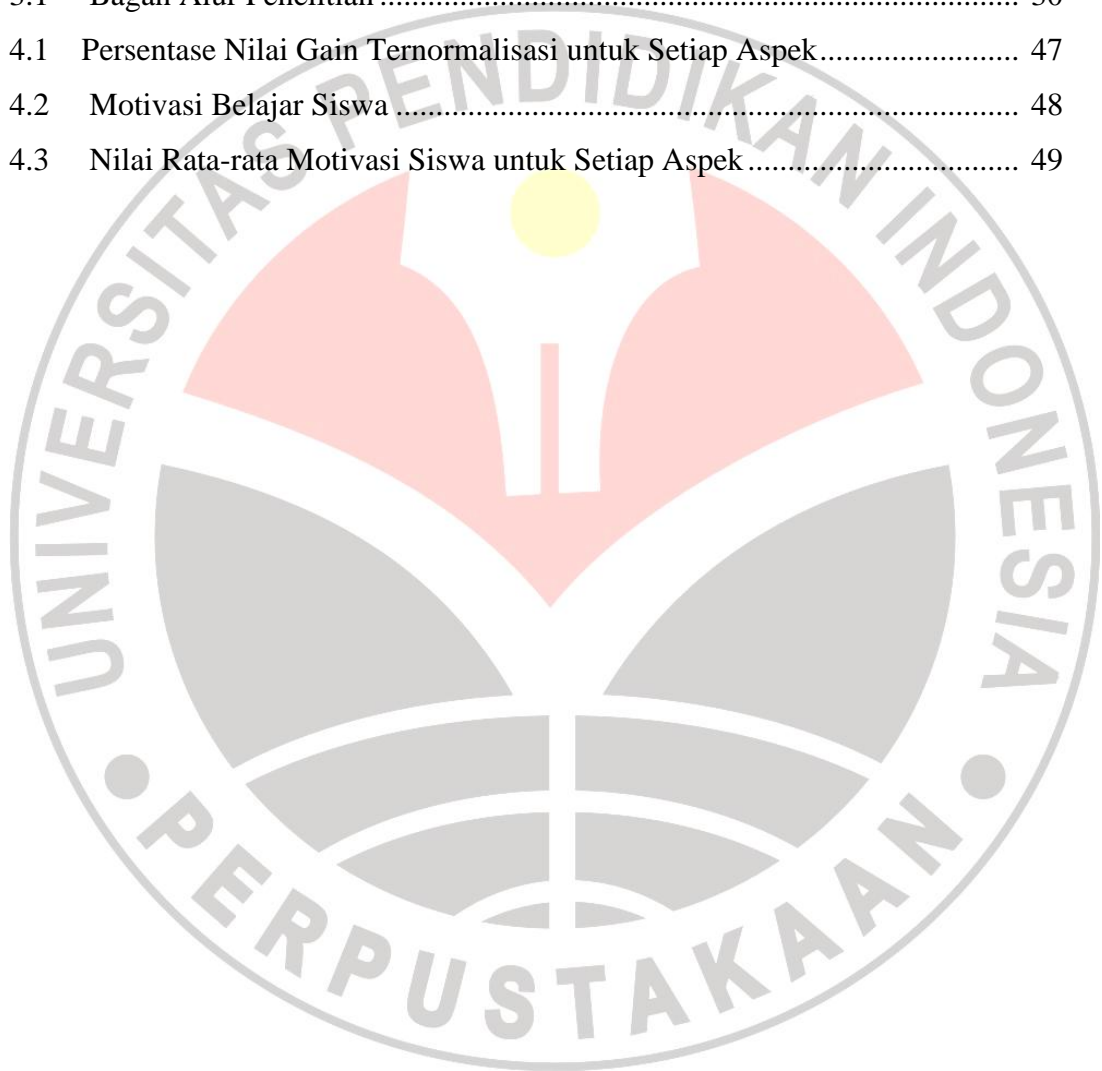 3.1 Bagan Alur Penelitian ........ 30
4.1 Persentase Nilai Gain Ternormalisasi untuk Setiap Aspek ........ 47
4.2 Motivasi Belajar Siswa ........ 48
4.3 Nilai Rata-rata Motivasi Siswa untuk Setiap Aspek ........ 49
UNIVERSITAS PENDIDIKAN INDONESIA
PERPUSTAKAAN